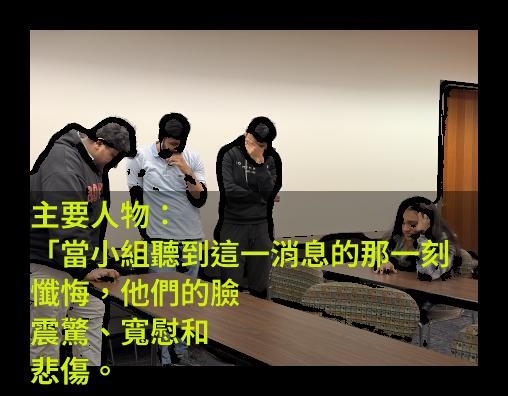 主要人物：
「當小組聽到這一消息的那一刻
懺悔，他們的臉
震驚、寬慰和
悲傷。